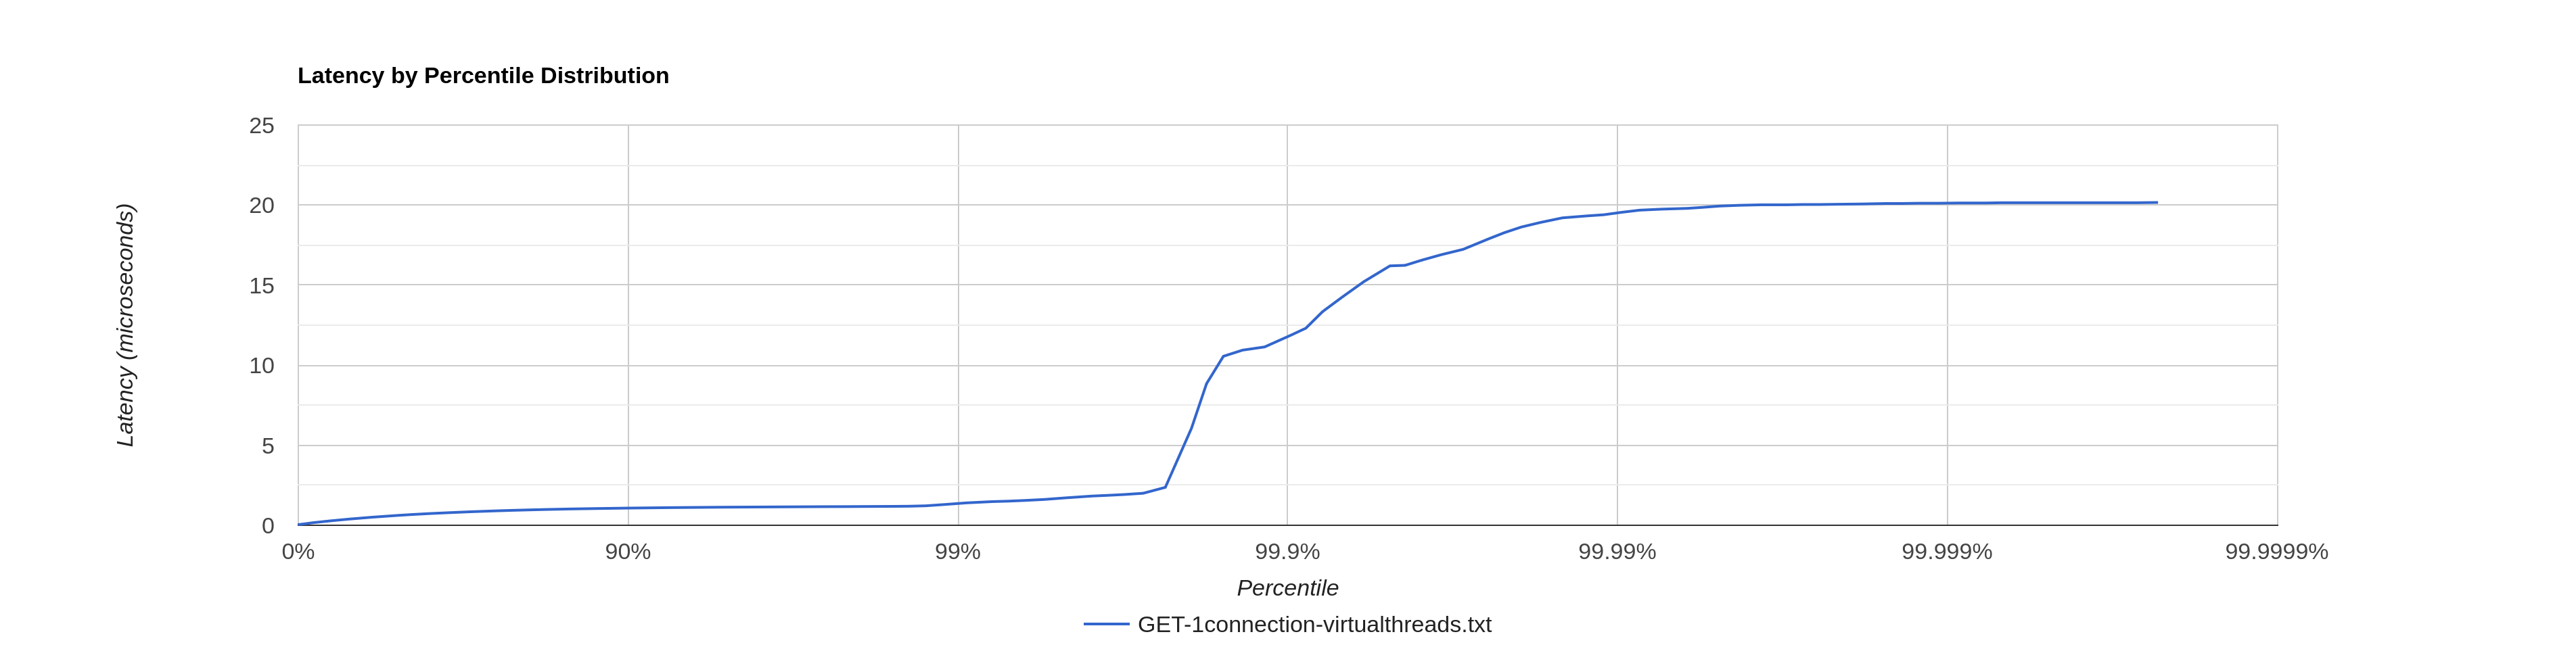 Latency by Percentile Distribution
Latency (microseconds)
25
20
15
10
5
0
0% 90% 99% 99.9% 99.99% 99.999% 99.9999%
Percentile
GET-1connection-virtualthreads.txt